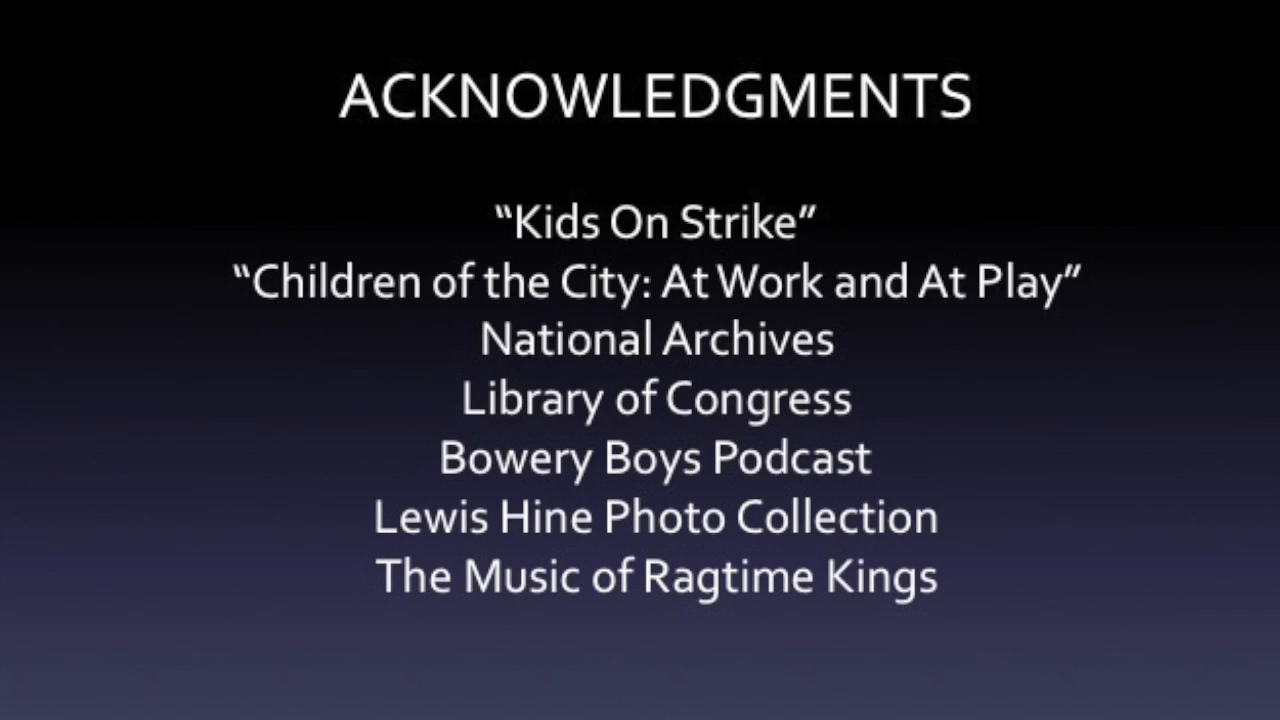 ACKNOWLEDGMENTS
“Kids On Strike”
“Children of the City: At Work and At Play”
National Archives
Library of Congress
Bowery Boys Podcast
Lewis Hine Photo Collection
The Music of Ragtime Kings